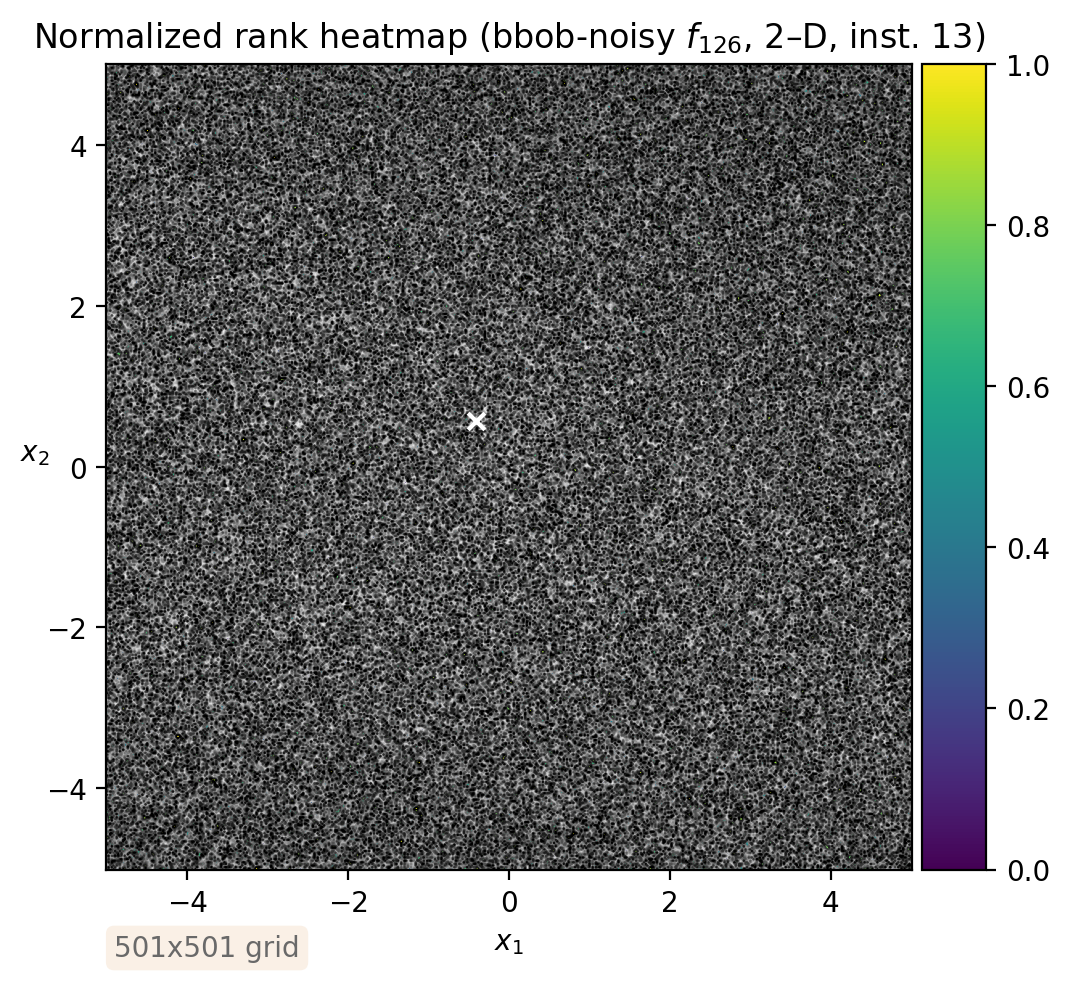 Normalized rank heatmap (bbob-noisy f₁₂₆, 2–D, inst. 13)
1.0
0.8
0.6
0.4
0.2
0.0
4
2
0
−2
−4
x₂
−4 −2 0 2 4
x₁
501x501 grid